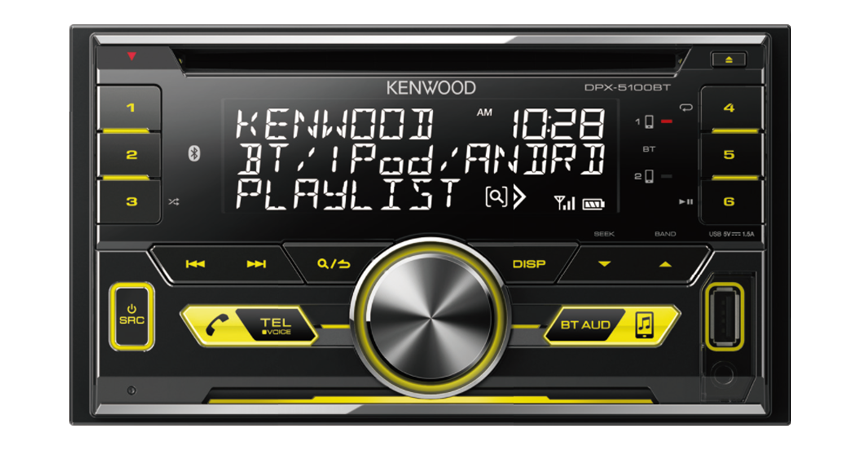 KENWOOD
DPX-5100BT
1
2
3
KENWOOD AM 10:28
BT/iPod/ANDRD
PLAYLIST
1
BT
2
4
5
6
USB 5V 1.5A
SEEK
BAND
DISP
SRC
TEL
VOICE
BT AUD